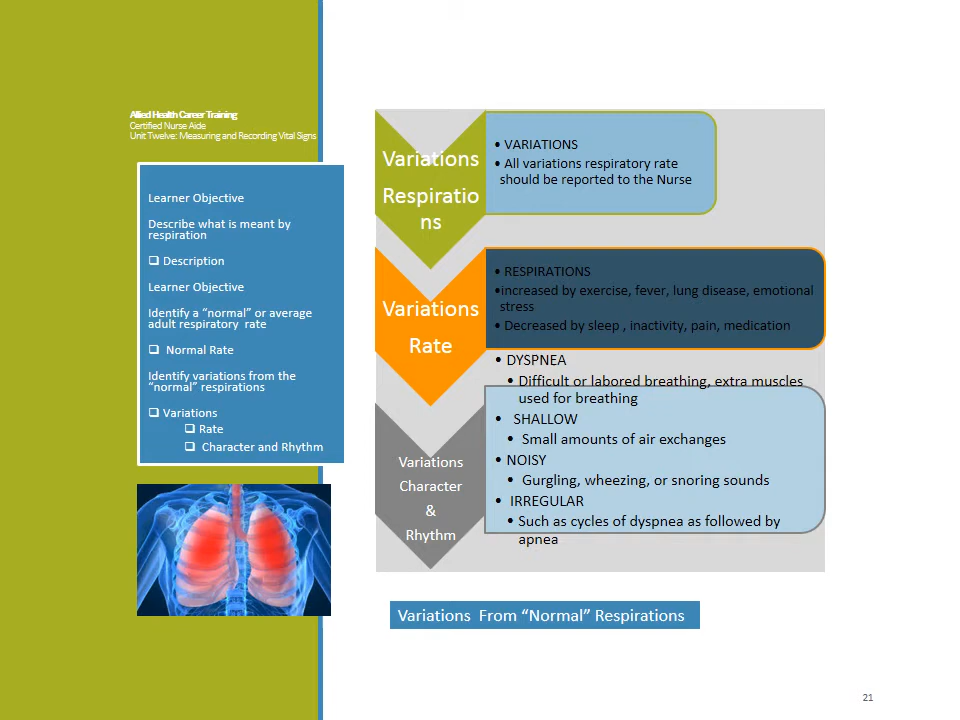 Allied Health Career Training
Certified Nurse Aide
Unit Twelve: Measuring and Recording Vital Signs
Learner Objective
Describe what is meant by
respiration
❑ Description
Learner Objective
Identify a “normal” or average
adult respiratory rate
❑ Normal Rate
Identify variations from the
“normal” respirations
❑ Variations
❑ Rate
❑ Character and Rhythm
Variations
Respiratio
ns
• VARIATIONS
• All variations respiratory rate
should be reported to the Nurse
Variations
Rate
• RESPIRATIONS
•increased by exercise, fever, lung disease, emotional
stress
• Decreased by sleep , inactivity, pain, medication
Variations
Character
&
Rhythm
• DYSPNEA
• Difficult or labored breathing, extra muscles
used for breathing
• SHALLOW
• Small amounts of air exchanges
• NOISY
• Gurgling, wheezing, or snoring sounds
• IRREGULAR
• Such as cycles of dyspnea as followed by
apnea
Variations From “Normal” Respirations
21